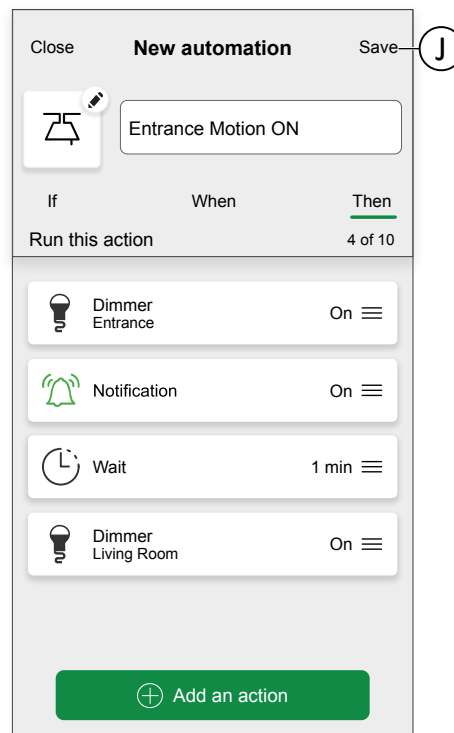 Close New automation Save J
Entrance Motion ON
If When Then
Run this action 4 of 10
Dimmer
Entrance
On
Notification On
Wait 1 min
Dimmer
Living Room
On
Add an action